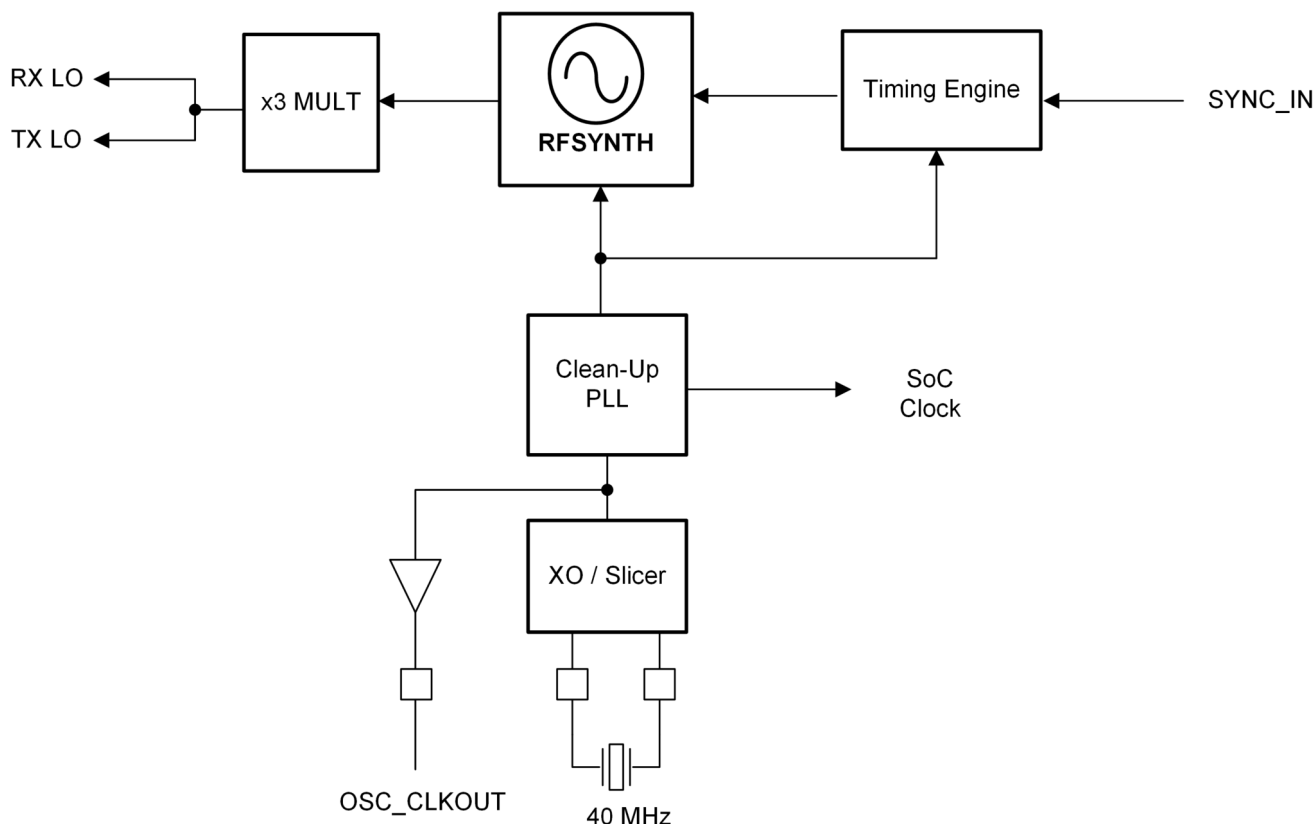 RX LO
TX LO
x3 MULT
RFSYNTH
Timing Engine
SYNC_IN
Clean-Up
PLL
SoC
Clock
XO / Slicer
OSC_CLKOUT
40 MHz